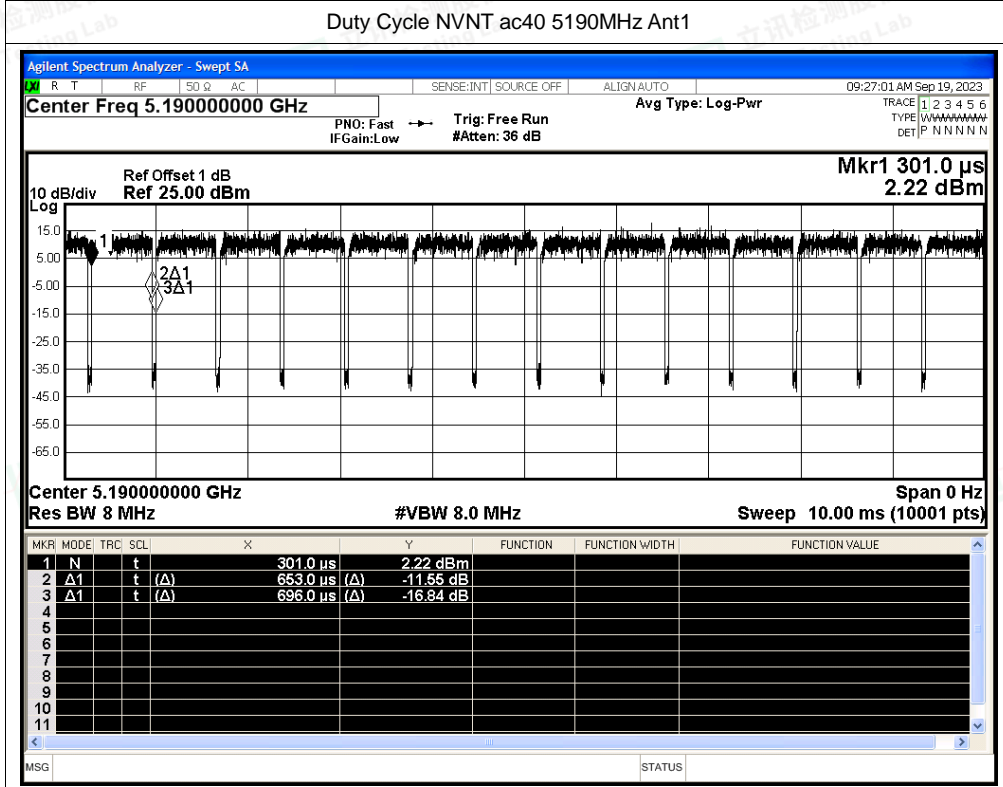 Duty Cycle NVNT ac40 5190MHz Ant1
Agilent Spectrum Analyzer - Swept SA
LXI R T RF 50 Ω AC SENSE:INT SOURCE OFF ALIGN AUTO 09:27:01 AM Sep 19, 2023
Center Freq 5.190000000 GHz
PNO: Fast
IFGain:Low
Trig: Free Run
#Atten: 36 dB
Avg Type: Log-Pwr
TRACE 1 2 3 4 5 6
TYPE
DET P N N N N N
Mkr1 301.0 µs
2.22 dBm
Ref Offset 1 dB
10 dB/div Ref 25.00 dBm
Log
15.0
5.00
-5.00
-15.0
-25.0
-35.0
-45.0
-55.0
-65.0
1
2Δ1
3Δ1
Center 5.190000000 GHz Span 0 Hz
Res BW 8 MHz #VBW 8.0 MHz Sweep 10.00 ms (10001 pts)
MKR MODE TRC SCL X Y FUNCTION FUNCTION WIDTH FUNCTION VALUE
1 N t 301.0 µs 2.22 dBm
2 Δ1 t (Δ) 653.0 µs (Δ) -11.55 dB
3 Δ1 t (Δ) 696.0 µs (Δ) -16.84 dB
4
5
6
7
8
9
10
11
MSG STATUS